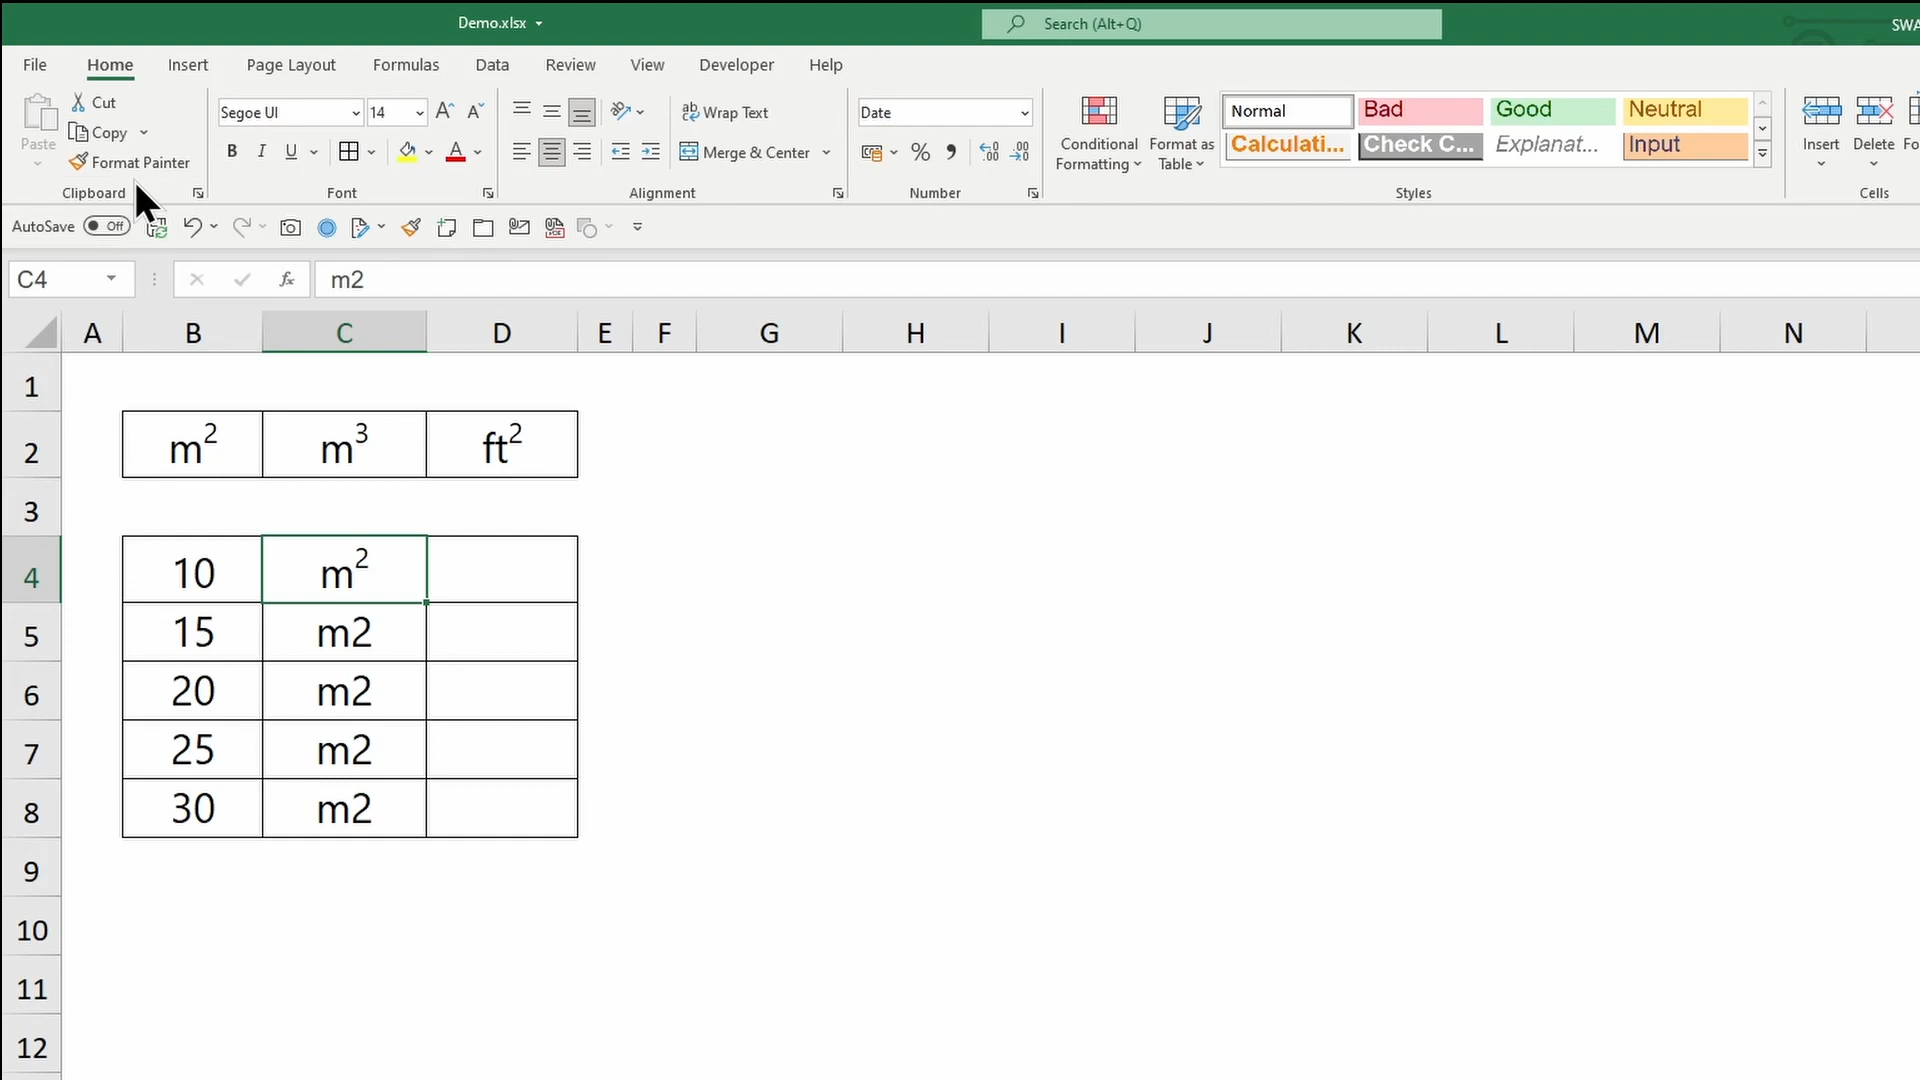 Demo.xlsx
Search (Alt+Q)
SWA
File Home Insert Page Layout Formulas Data Review View Developer Help
Paste
Cut
Copy
Format Painter
Clipboard
Segoe UI 14
B I U
Font
Wrap Text
Merge & Center
Alignment
Date
%
Number
Conditional Formatting
Format as Table
Normal Bad Good Neutral
Calculati... Check C... Explanat... Input
Styles
Insert Delete Fo
Cells
AutoSave Off
C4 fx m2
A B C D E F G H I J K L M N
1
2 m² m³ ft²
3
4 10 m²
5 15 m2
6 20 m2
7 25 m2
8 30 m2
9
10
11
12